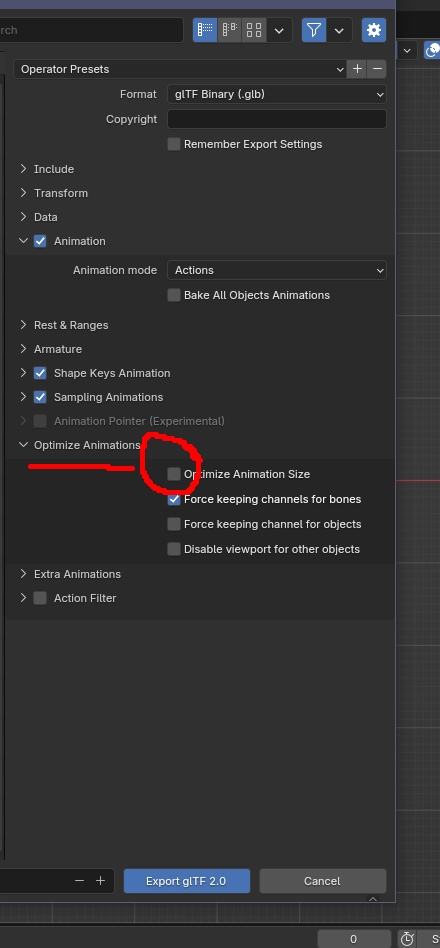 rch
Operator Presets
Format glTF Binary (.glb)
Copyright
Remember Export Settings
Include
Transform
Data
Animation
Animation mode Actions
Bake All Objects Animations
Rest & Ranges
Armature
Shape Keys Animation
Sampling Animations
Animation Pointer (Experimental)
Optimize Animations
Optimize Animation Size
Force keeping channels for bones
Force keeping channel for objects
Disable viewport for other objects
Extra Animations
Action Filter
Export glTF 2.0 Cancel
0 S